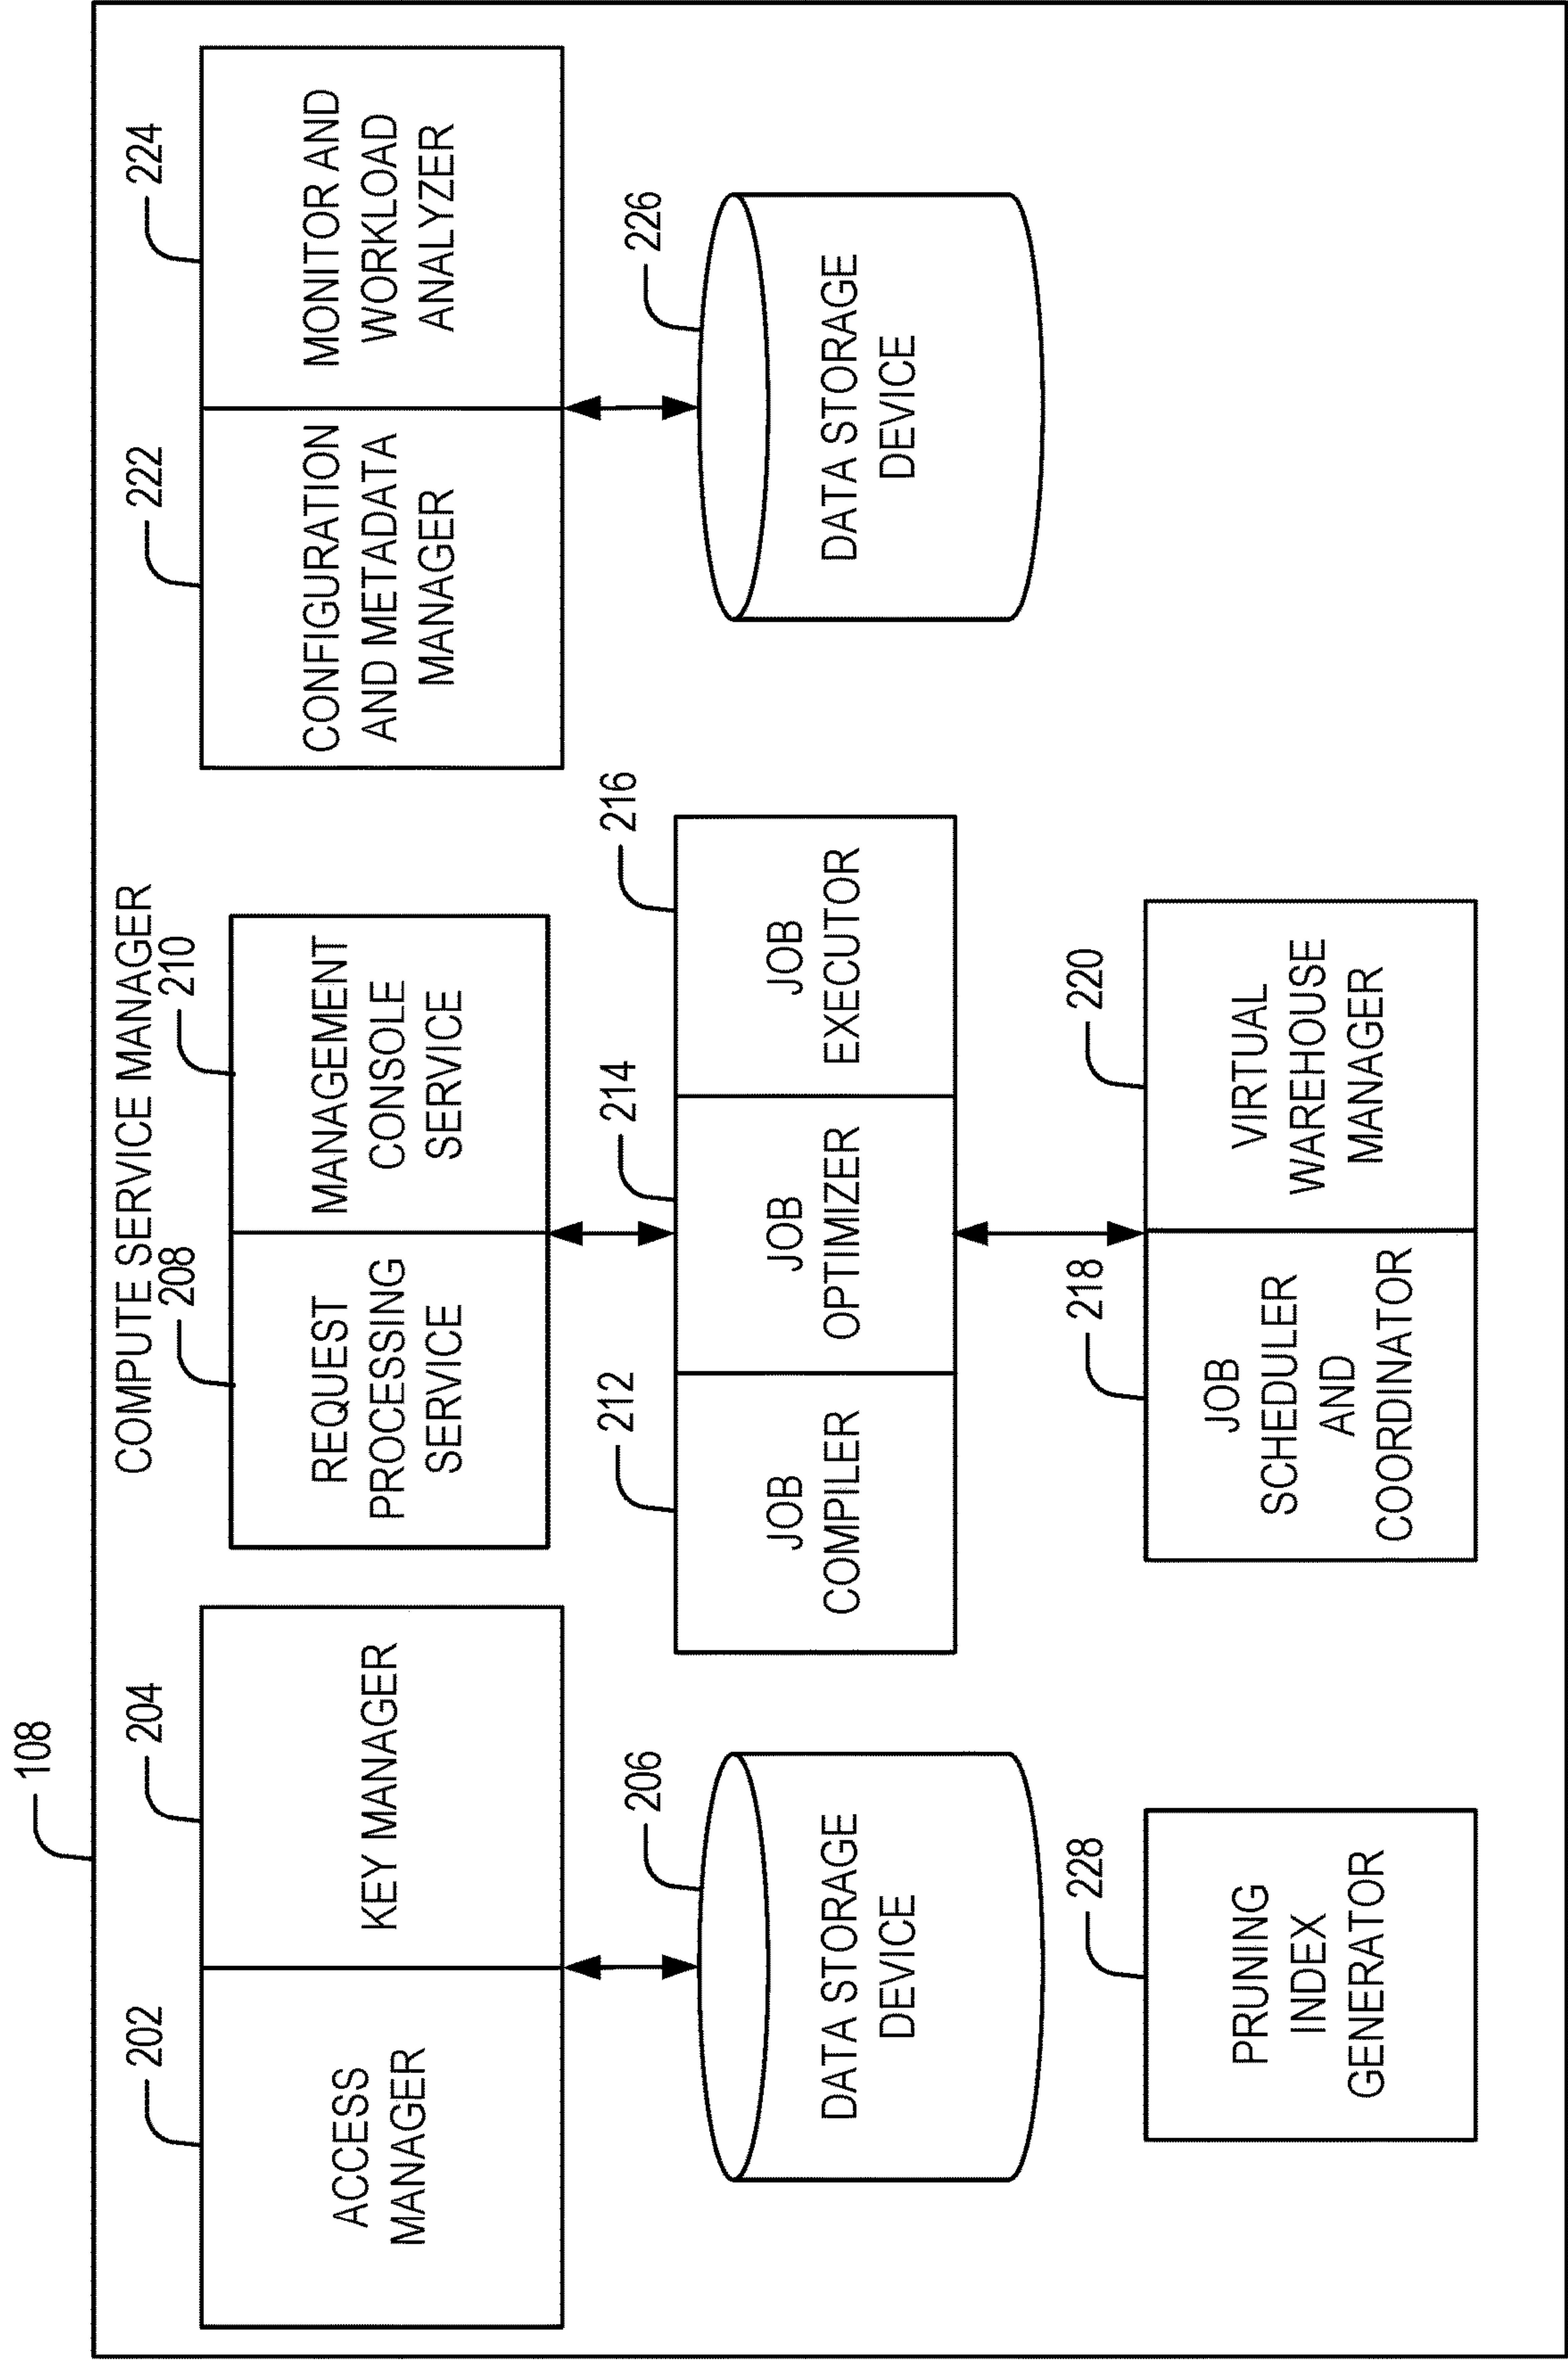 108
COMPUTE SERVICE MANAGER
202
ACCESS
MANAGER
204
KEY MANAGER
206
DATA STORAGE
DEVICE
228
PRUNING
INDEX
GENERATOR
208
REQUEST
PROCESSING
SERVICE
210
MANAGEMENT
CONSOLE
SERVICE
212
JOB
COMPILER
214
JOB
OPTIMIZER
216
JOB
EXECUTOR
218
JOB
SCHEDULER
AND
COORDINATOR
220
VIRTUAL
WAREHOUSE
MANAGER
222
CONFIGURATION
AND METADATA
MANAGER
224
MONITOR AND
WORKLOAD
ANALYZER
226
DATA STORAGE
DEVICE